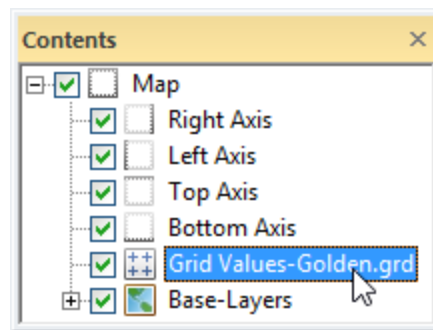 Contents
Map
Right Axis
Left Axis
Top Axis
Bottom Axis
Grid Values-Golden.grd
Base-Layers